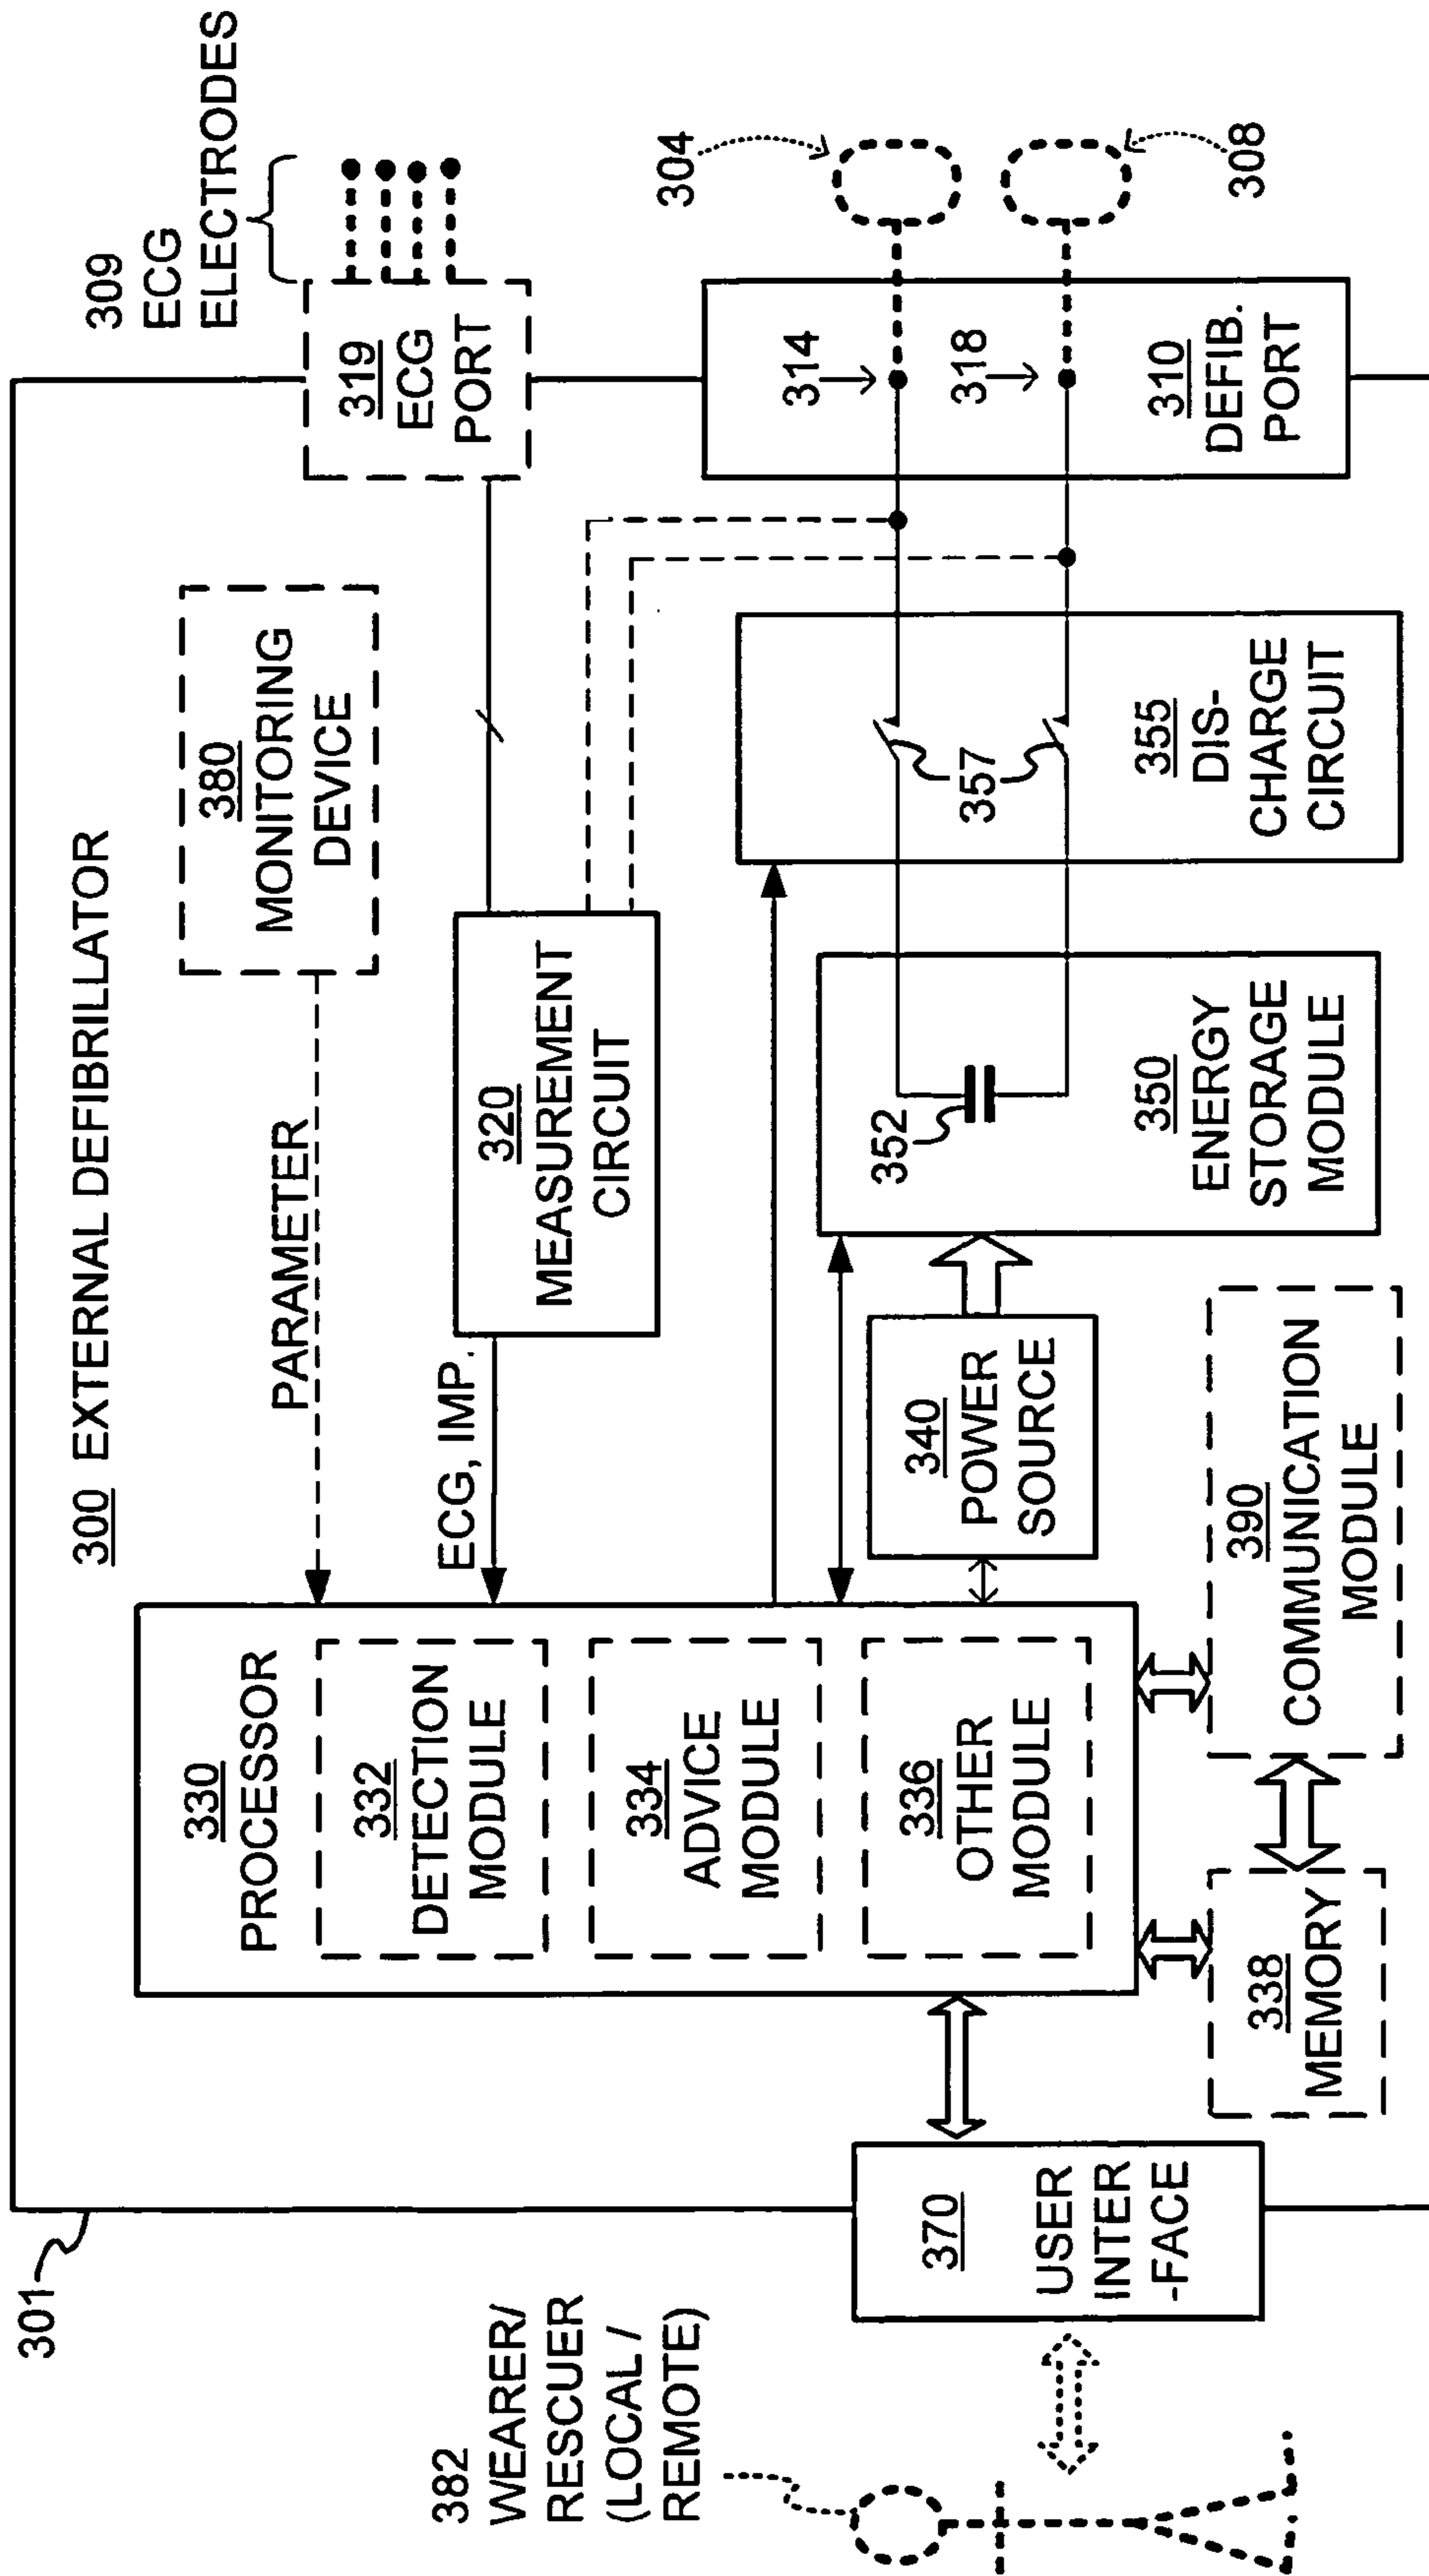 301
300 EXTERNAL DEFIBRILLATOR
309
ECG
ELECTRODES
382
WEARER/
RESCUER
(LOCAL /
REMOTE)
370
USER
INTER
-FACE
330
PROCESSOR
332
DETECTION
MODULE
334
ADVICE
MODULE
336
OTHER
MODULE
338
MEMORY
390
COMMUNICATION
MODULE
PARAMETER
ECG, IMP.
380
MONITORING
DEVICE
320
MEASUREMENT
CIRCUIT
340
POWER
SOURCE
352
350
ENERGY
STORAGE
MODULE
357
355
DIS-
CHARGE
CIRCUIT
319
ECG
PORT
314
318
310
DEFIB.
PORT
304
308